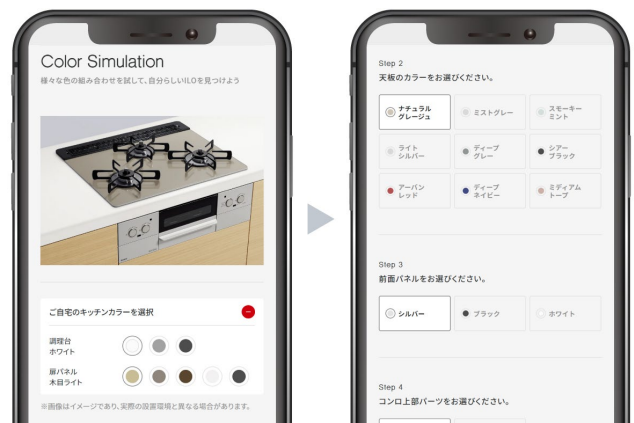 Color Simulation
様々な色の組み合わせを試して、自分らしいILOを見つけよう
ご自宅のキッチンカラーを選択
調理台
ホワイト
扉パネル
木目ライト
※画像はイメージであり、実際の設置環境と異なる場合があります。
Step 2
天板のカラーをお選びください。
ナチュラル
グレージュ
ミストグレー
スモーキー
ミント
ライト
シルバー
ディープ
グレー
シアー
ブラック
アーバン
レッド
ディープ
ネイビー
ミディアム
トープ
Step 3
前面パネルをお選びください。
シルバー
ブラック
ホワイト
Step 4
コンロ上部パーツをお選びください。